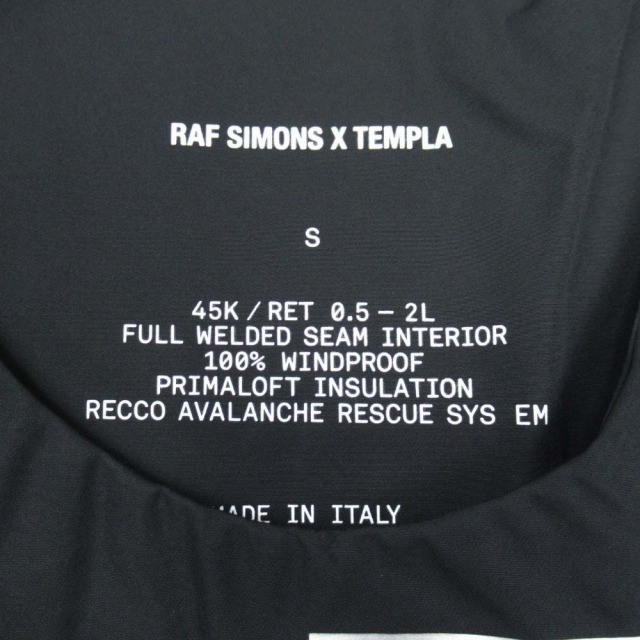 RAF SIMONS X TEMPLA
S
45K / RET 0.5 – 2L
FULL WELDED SEAM INTERIOR
100% WINDPROOF
PRIMALOFT INSULATION
RECCO AVALANCHE RESCUE SYS EM
MADE IN ITALY